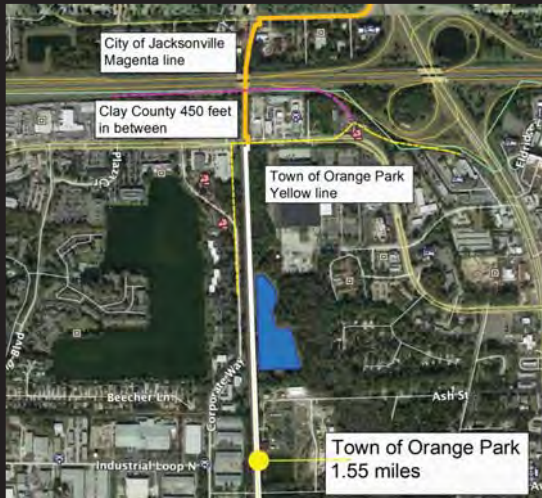 City of Jacksonville
Magenta line
Clay County 450 feet
in between
Town of Orange Park
Yellow line
Blvd
Beecher Ln
Corporate Way
Ash St
Industrial Loop N
Town of Orange Park
1.55 miles